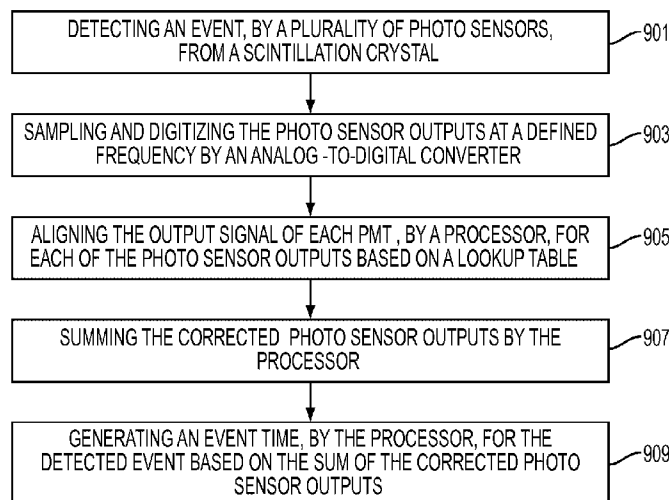 DETECTING AN EVENT, BY A PLURALITY OF PHOTO SENSORS,
FROM A SCINTILLATION CRYSTAL
901
SAMPLING AND DIGITIZING THE PHOTO SENSOR OUTPUTS AT A DEFINED
FREQUENCY BY AN ANALOG -TO-DIGITAL CONVERTER
903
ALIGNING THE OUTPUT SIGNAL OF EACH PMT , BY A PROCESSOR, FOR
EACH OF THE PHOTO SENSOR OUTPUTS BASED ON A LOOKUP TABLE
905
SUMMING THE CORRECTED PHOTO SENSOR OUTPUTS BY THE
PROCESSOR
907
GENERATING AN EVENT TIME, BY THE PROCESSOR, FOR THE
DETECTED EVENT BASED ON THE SUM OF THE CORRECTED PHOTO
SENSOR OUTPUTS
909